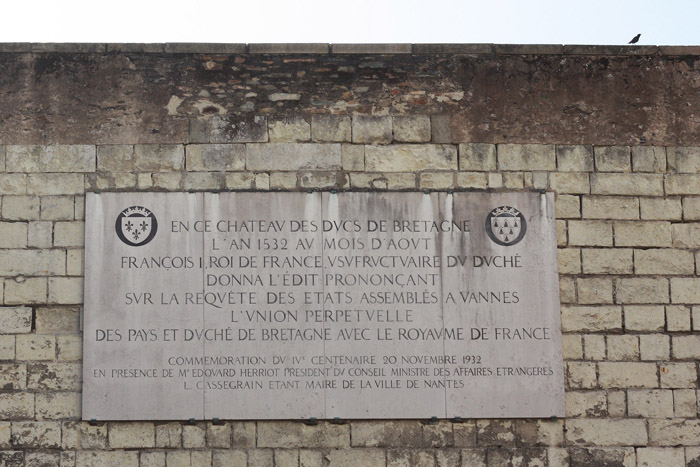 EN CE CHATEAV DES DVCS DE BRETAGNE
L'AN 1532 AV MOIS D'AOVT
FRANÇOIS I, ROI DE FRANCE, VSVFRVCTVAIRE DV DVCHÉ
DONNA L'ÉDIT PRONONÇANT
SVR LA REQVÊTE DES ETATS ASSEMBLÉS A VANNES
L'VNION PERPETVELLE
DES PAYS ET DVCHÉ DE BRETAGNE AVEC LE ROYAVME DE FRANCE
COMMEMORATION DV IVE CENTENAIRE 20 NOVEMBRE 1932
EN PRESENCE DE MR EDOVARD HERRIOT PRESIDENT DV CONSEIL MINISTRE DES AFFAIRES ETRANGÈRES
L. CASSEGRAIN ETANT MAIRE DE LA VILLE DE NANTES